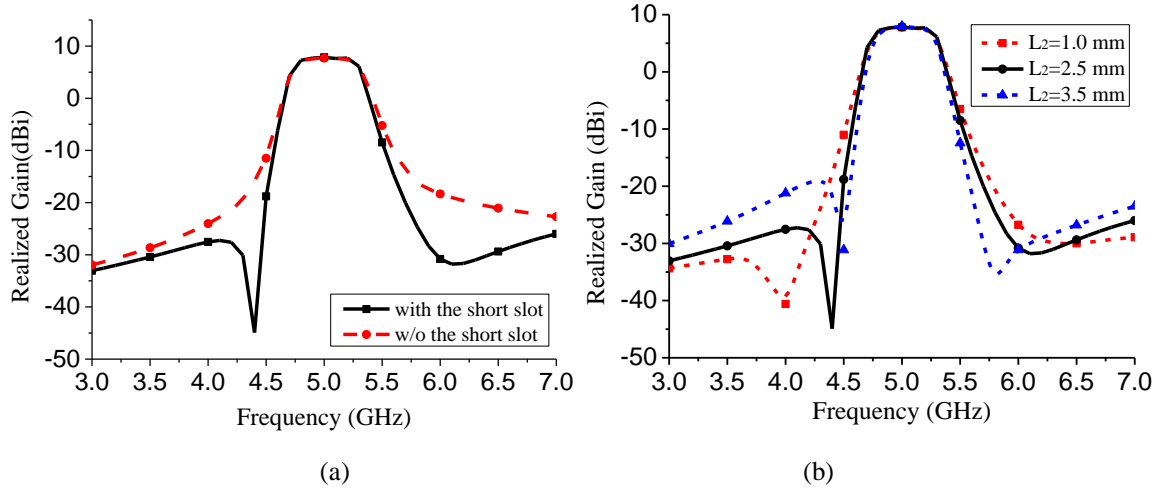 10
0
-10
-20
-30
-40
-50
Realized Gain(dBi)
with the short slot
w/o the short slot
3.0 3.5 4.0 4.5 5.0 5.5 6.0 6.5 7.0
Frequency (GHz)
(a)
10
0
-10
-20
-30
-40
-50
Realized Gain (dBi)
L2=1.0 mm
L2=2.5 mm
L2=3.5 mm
3.0 3.5 4.0 4.5 5.0 5.5 6.0 6.5 7.0
Frequency (GHz)
(b)